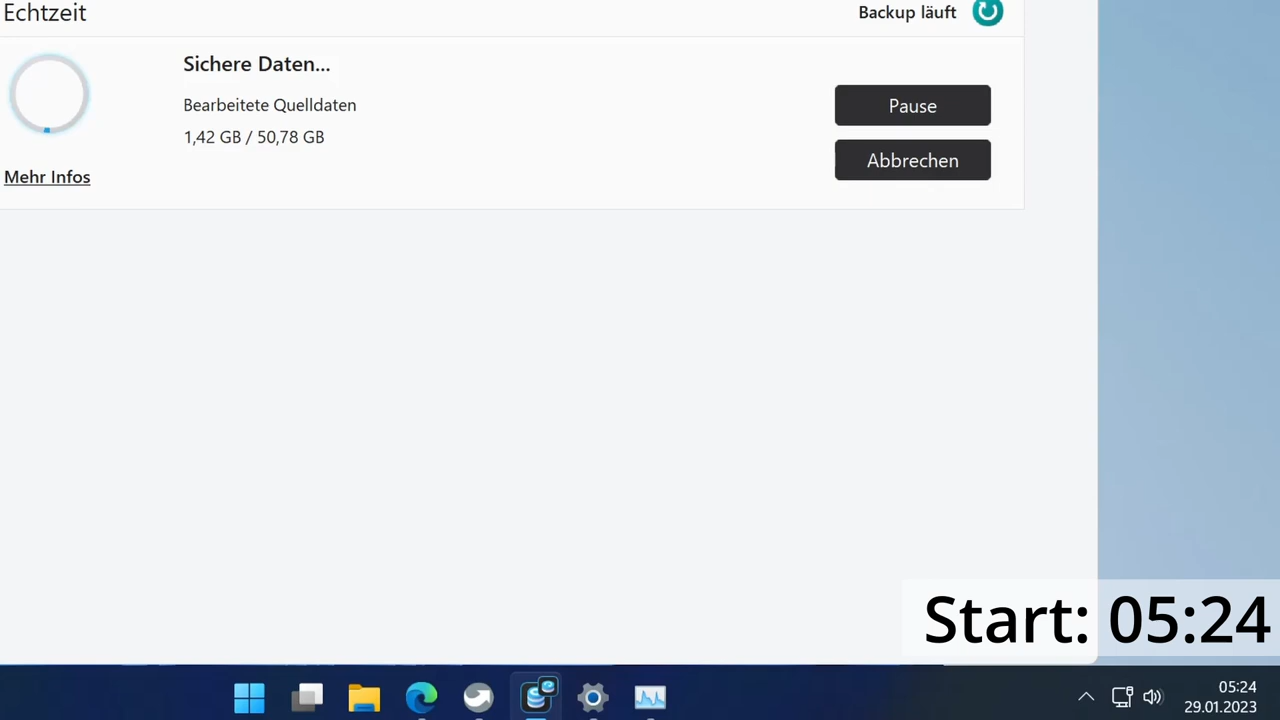 Echtzeit
Backup läuft
Sichere Daten...
Bearbeitete Quelldaten
1,42 GB / 50,78 GB
Pause
Abbrechen
Mehr Infos
Start: 05:24
05:24
29.01.2023